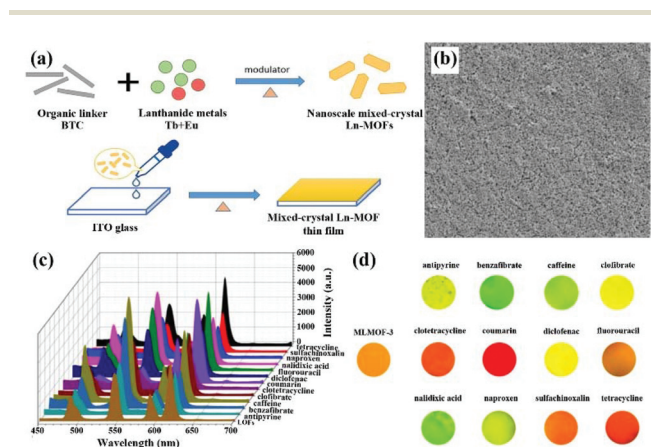 (a)
modulator
Organic linker
BTC
Lanthanide metals
Tb+Eu
Nanoscale mixed-crystal
Ln-MOFs
ITO glass
Mixed-crystal Ln-MOF
thin film
(b)
(c)
6000
5000
4000
3000
2000
1000
0
Intensity (a.u.)
tetracycline
sulfachinoxalin
naproxen
nalidixic acid
fluorouracil
diclofenac
coumarin
clotetracycline
clofibrate
caffeine
benzafibrate
antipyrine
LOFs
450 500 550 600 650 700
Wavelength (nm)
(d)
antipyrine benzafibrate caffeine clofibrate
MLMOF-3 clotetracycline coumarin diclofenac fluorouracil
nalidixic acid naproxen sulfachinoxalin tetracycline